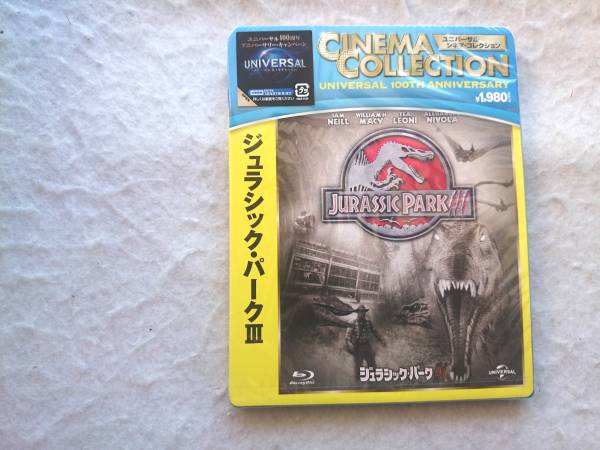 ユニバーサル100周年
アニバーサリー・キャンペーン
UNIVERSAL
CINEMA
COLLECTION
ユニバーサル
シネマ・コレクション
UNIVERSAL 100TH ANNIVERSARY
¥1,980
SAM
NEILL
WILLIAM H
MACY
TÉA
LEONI
NIVOLA
JURASSIC PARK III
ジュラシック・パークIII
Blu-ray Disc
ジュラシック・パーク III
UNIVERSAL